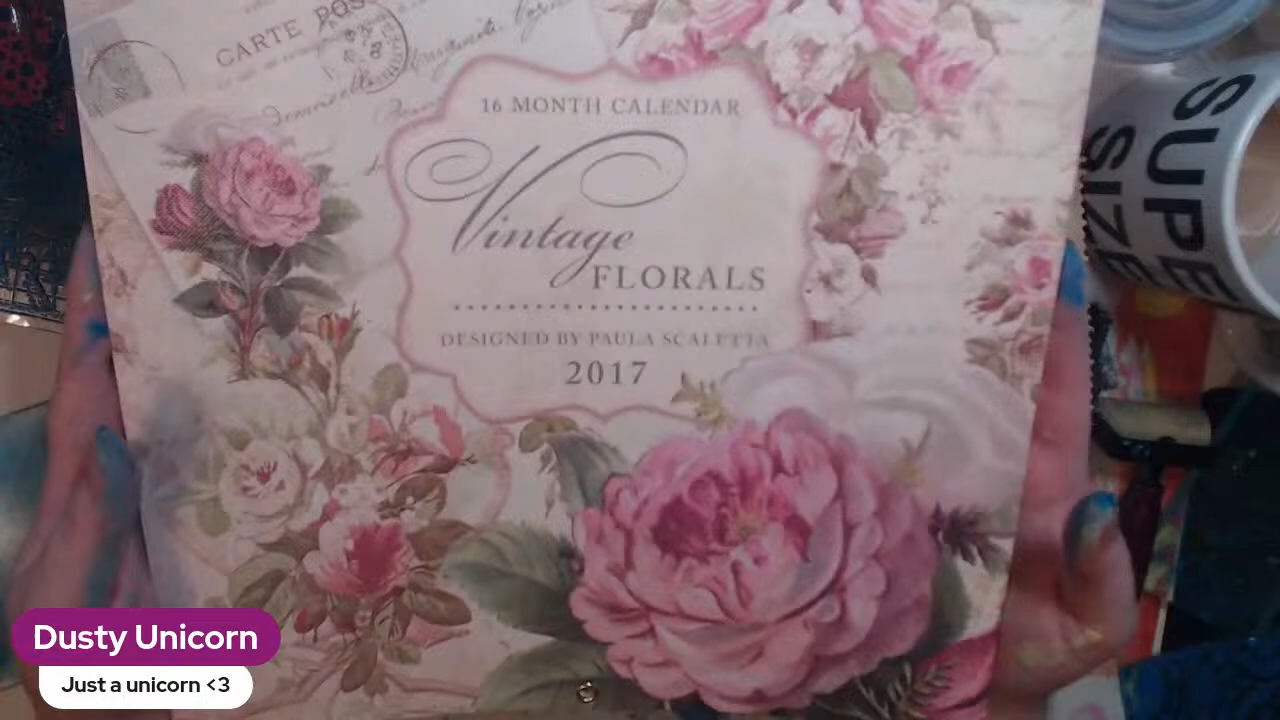 CARTE POS
16 MONTH CALENDAR
Vintage
FLORALS
DESIGNED BY PAULA SCALETTA
2017
SUPE
SIZE
Dusty Unicorn
Just a unicorn <3